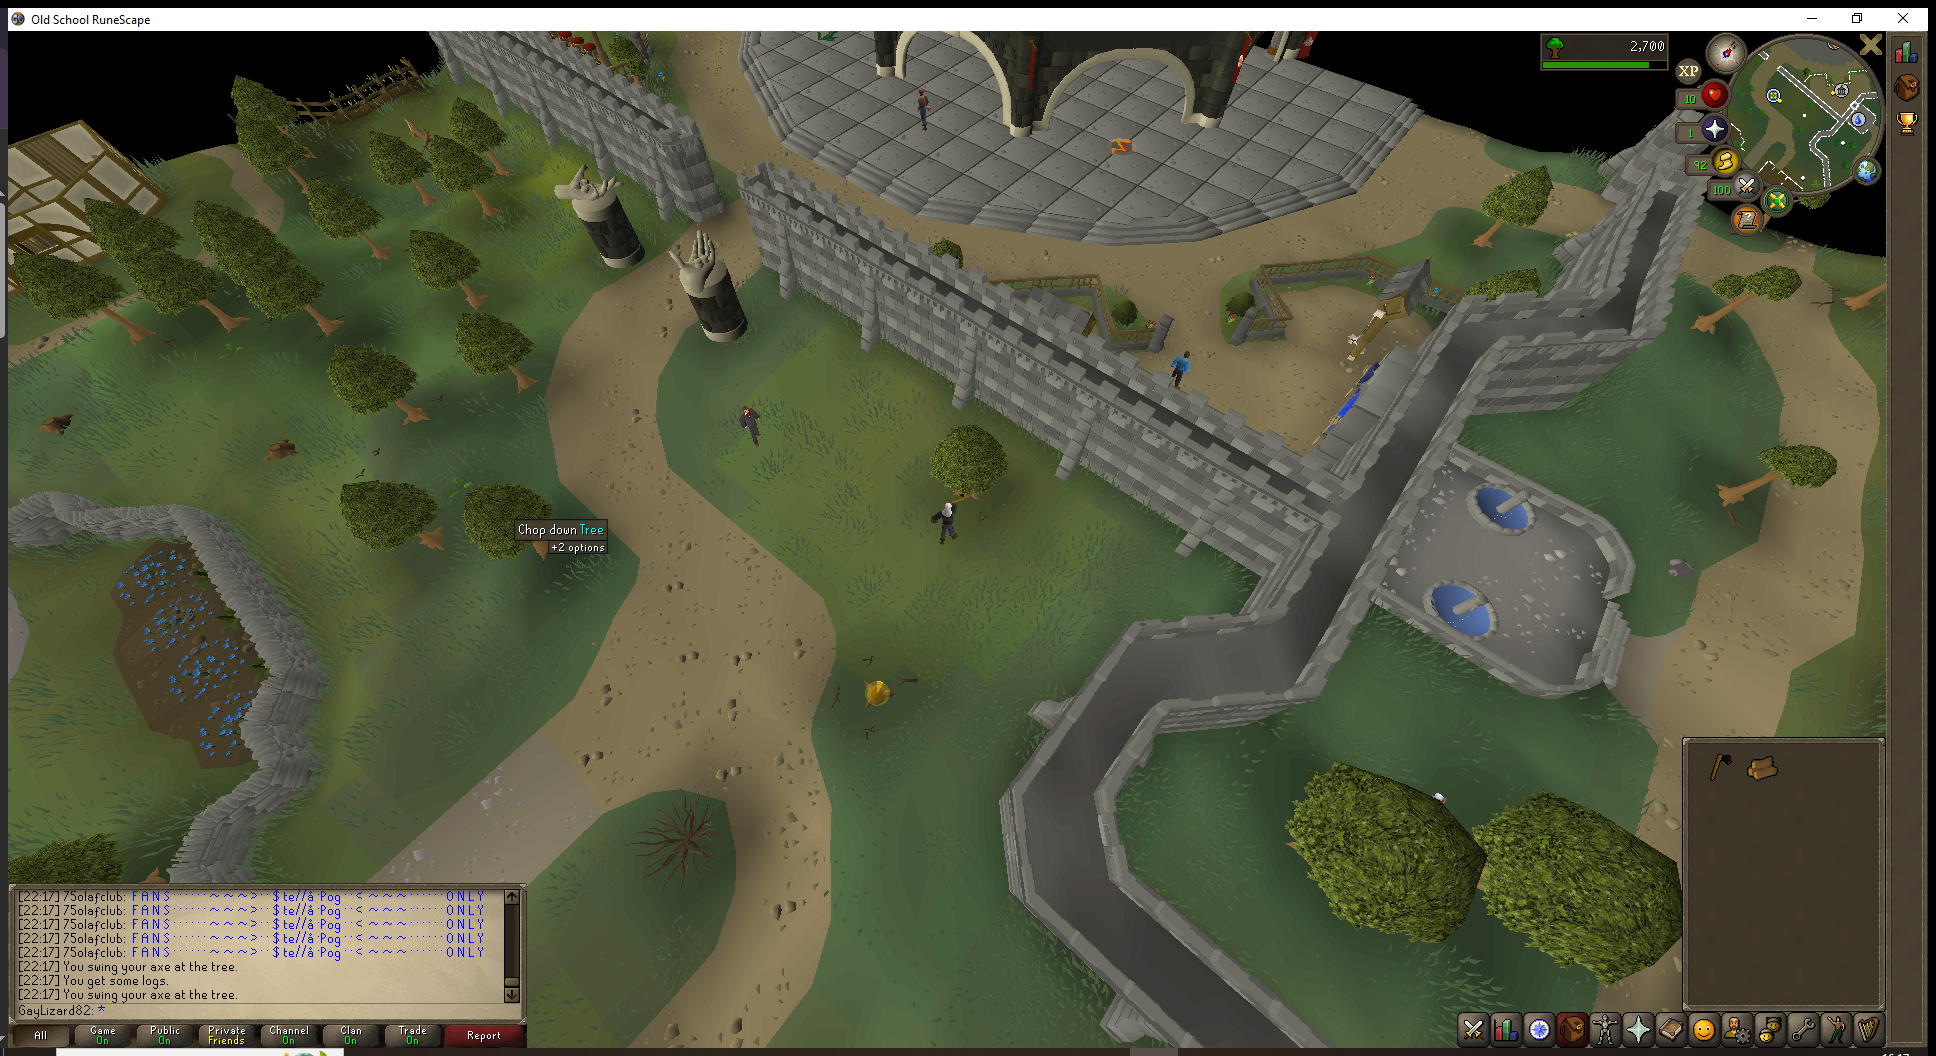 Old School RuneScape
2,700
XP
10
1
92
100
Chop down Tree
+2 options
[22:17] 75olafclub: F A N S ······ ~ ~ ~ > ·· $ te//å Pog ·· < ~ ~ ~ ······ O N L Y
[22:17] 75olafclub: F A N S ······ ~ ~ ~ > ·· $ te//å Pog ·· < ~ ~ ~ ······ O N L Y
[22:17] 75olafclub: F A N S ······ ~ ~ ~ > ·· $ te//å Pog ·· < ~ ~ ~ ······ O N L Y
[22:17] 75olafclub: F A N S ······ ~ ~ ~ > ·· $ te//å Pog ·· < ~ ~ ~ ······ O N L Y
[22:17] 75olafclub: F A N S ······ ~ ~ ~ > ·· $ te//å Pog ·· < ~ ~ ~ ······ O N L Y
[22:17] You swing your axe at the tree.
[22:17] You get some logs.
[22:17] You swing your axe at the tree.
GayLizard82: *
All
Game
On
Public
On
Private
Friends
Channel
On
Clan
On
Trade
On
Report